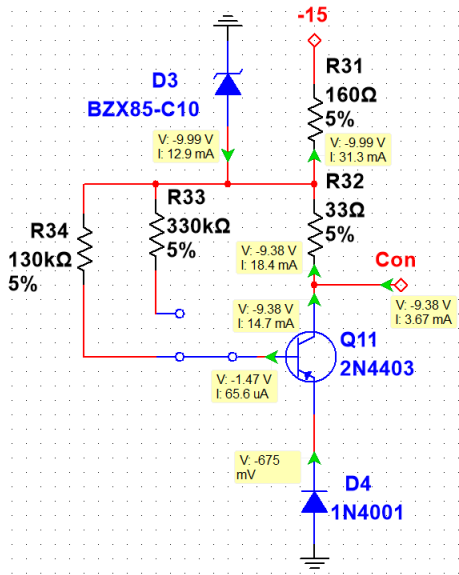 -15
D3
BZX85-C10
R31
160Ω
5%
V: -9.99 V
I: 12.9 mA
V: -9.99 V
I: 31.3 mA
R32
33Ω
5%
R33
330kΩ
5%
R34
130kΩ
5%
V: -9.38 V
I: 18.4 mA
Con
V: -9.38 V
I: 3.67 mA
V: -9.38 V
I: 14.7 mA
Q11
2N4403
V: -1.47 V
I: 65.6 uA
V: -675
mV
D4
1N4001